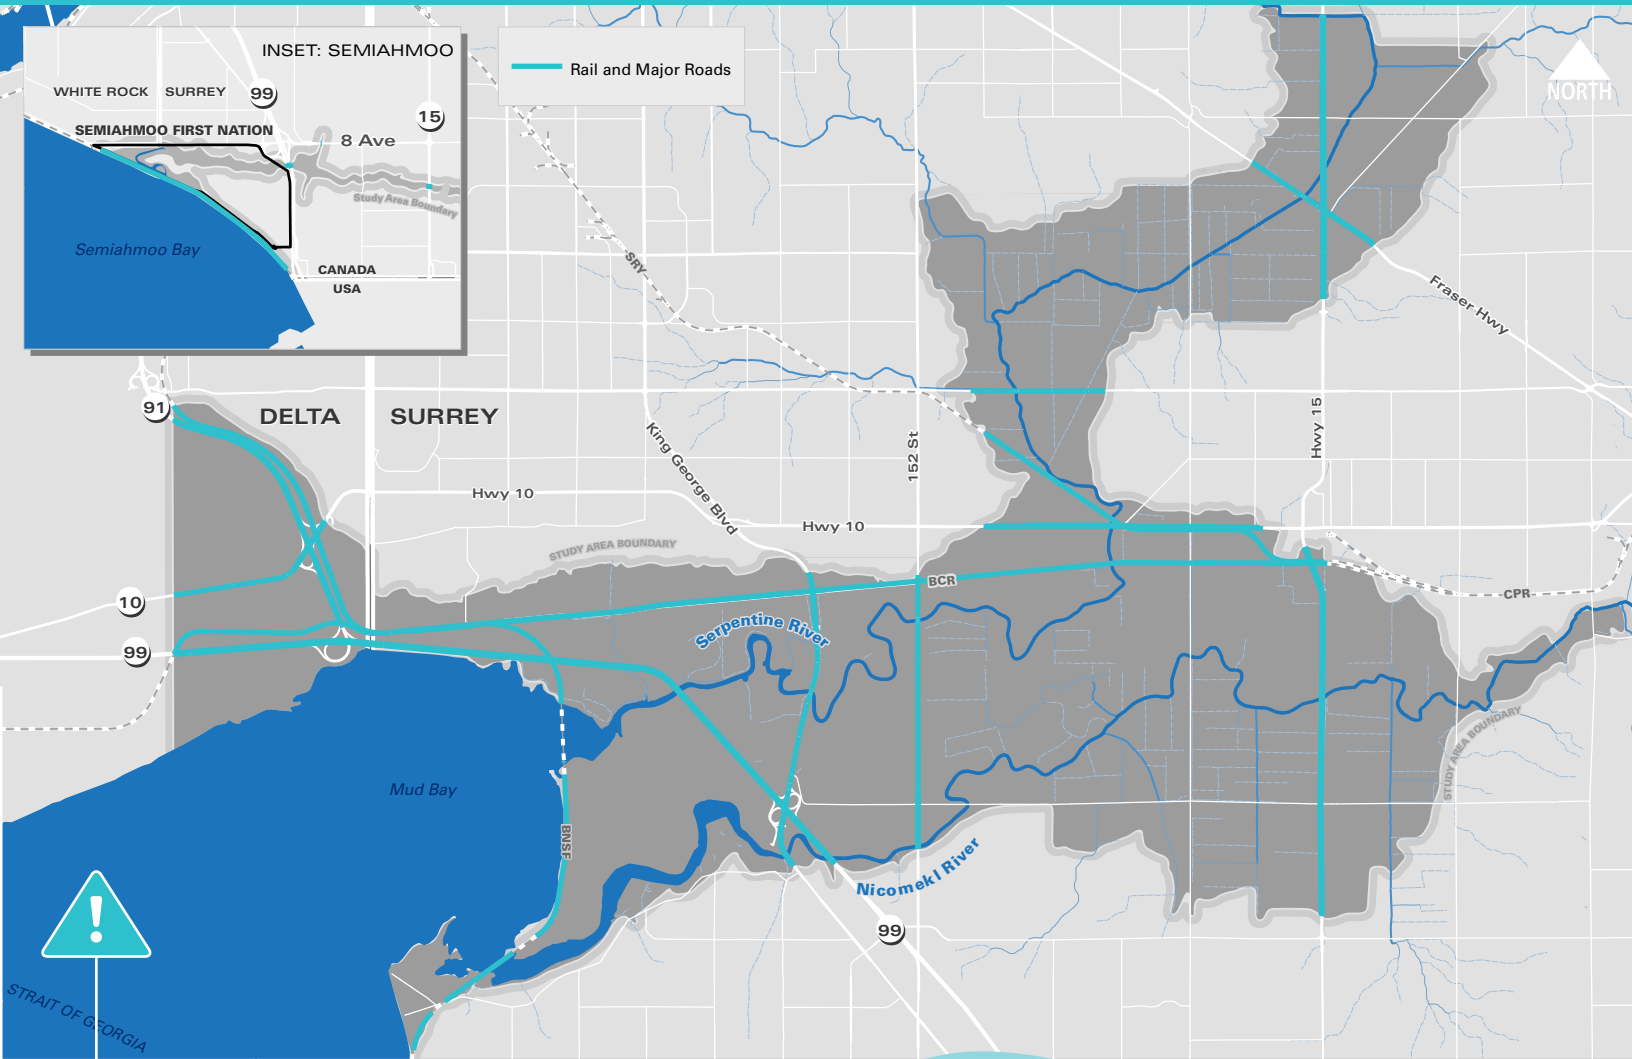 INSET: SEMIAHMOO
WHITE ROCK
SURREY
99
15
SEMIAHMOO FIRST NATION
8 Ave
Study Area Boundary
Semiahmoo Bay
CANADA
USA
Rail and Major Roads
NORTH
SRY
Fraser Hwy
91
DELTA
SURREY
King George Blvd
152 St
Hwy 15
Hwy 10
Hwy 10
STUDY AREA BOUNDARY
BCR
CPR
10
99
Serpentine River
STUDY AREA BOUNDARY
Mud Bay
BNSF
Nicomekl River
99
!
STRAIT OF GEORGIA